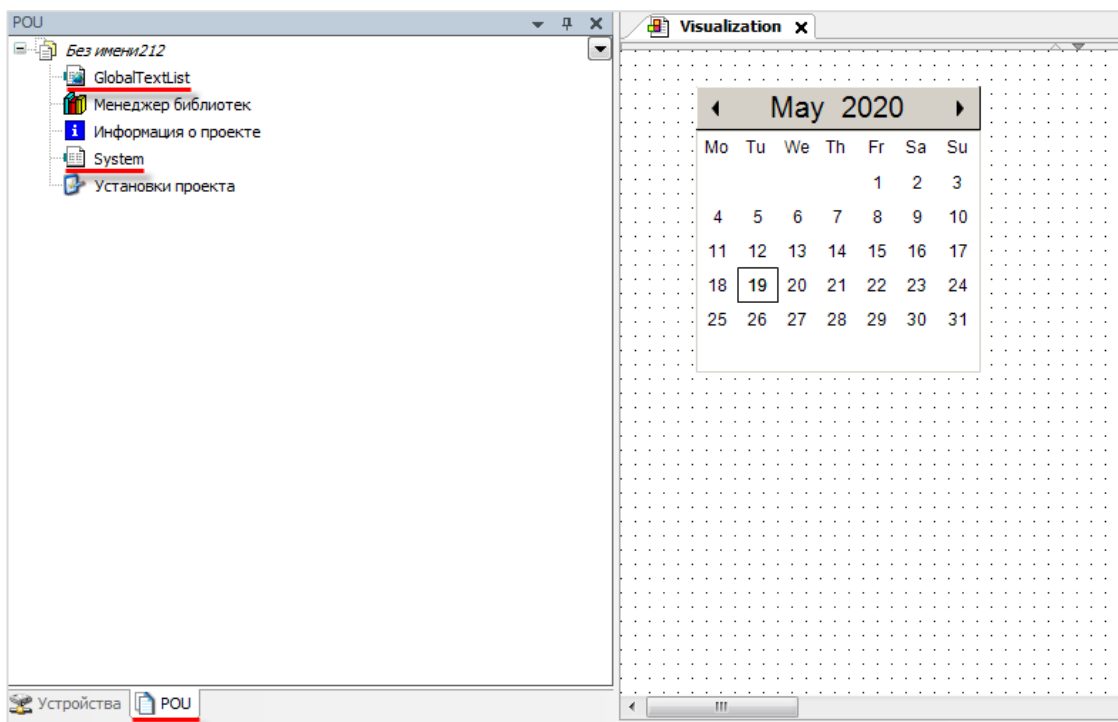 POU
Без имени212
GlobalTextList
Менеджер библиотек
Информация о проекте
System
Установки проекта
Устройства POU
Visualization
May 2020
Mo Tu We Th Fr Sa Su
1 2 3
4 5 6 7 8 9 10
11 12 13 14 15 16 17
18 19 20 21 22 23 24
25 26 27 28 29 30 31